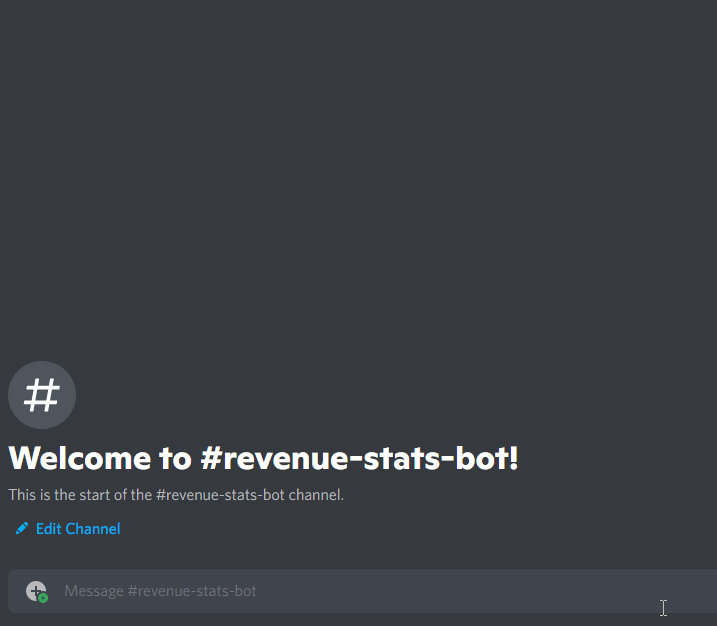 #
Welcome to #revenue-stats-bot!
This is the start of the #revenue-stats-bot channel.
Edit Channel
Message #revenue-stats-bot